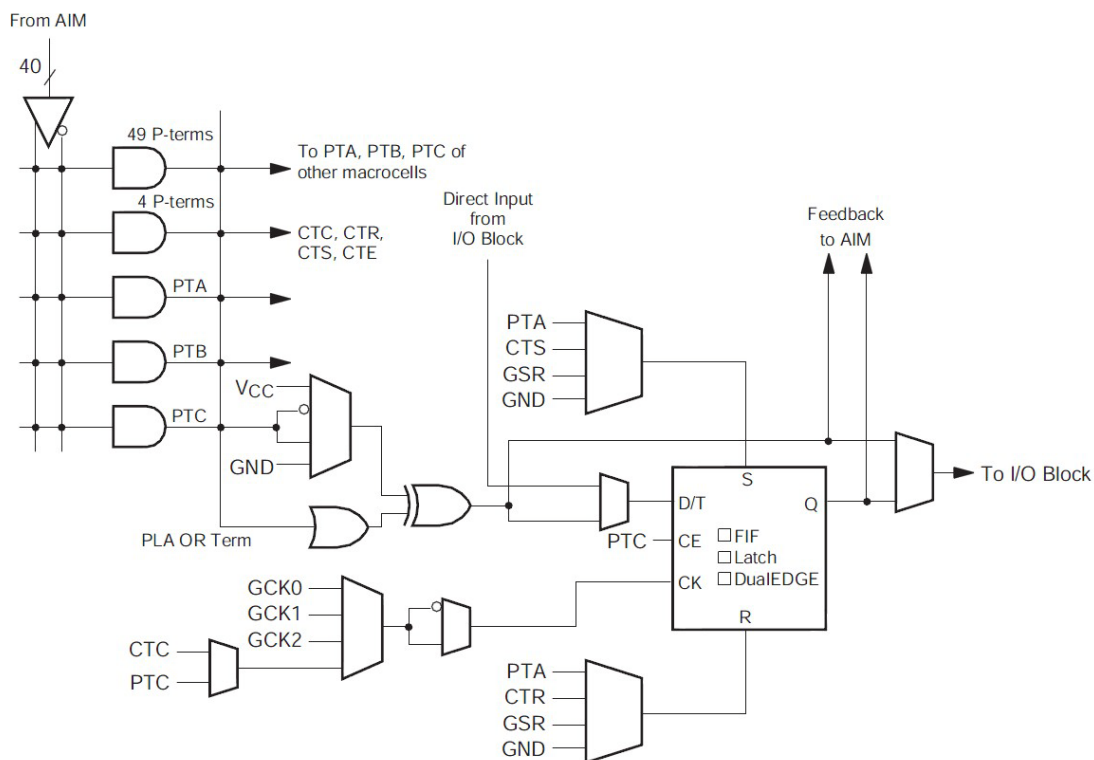 From AIM
40
49 P-terms
To PTA, PTB, PTC of
other macrocells
4 P-terms
CTC, CTR,
CTS, CTE
Direct Input
from
I/O Block
Feedback
to AIM
PTA
PTB
PTC
VCC
GND
PLA OR Term
PTA
CTS
GSR
GND
To I/O Block
S
D/T
Q
PTC
CE
FIF
Latch
DualEDGE
CK
R
GCK0
GCK1
GCK2
CTC
PTC
PTA
CTR
GSR
GND